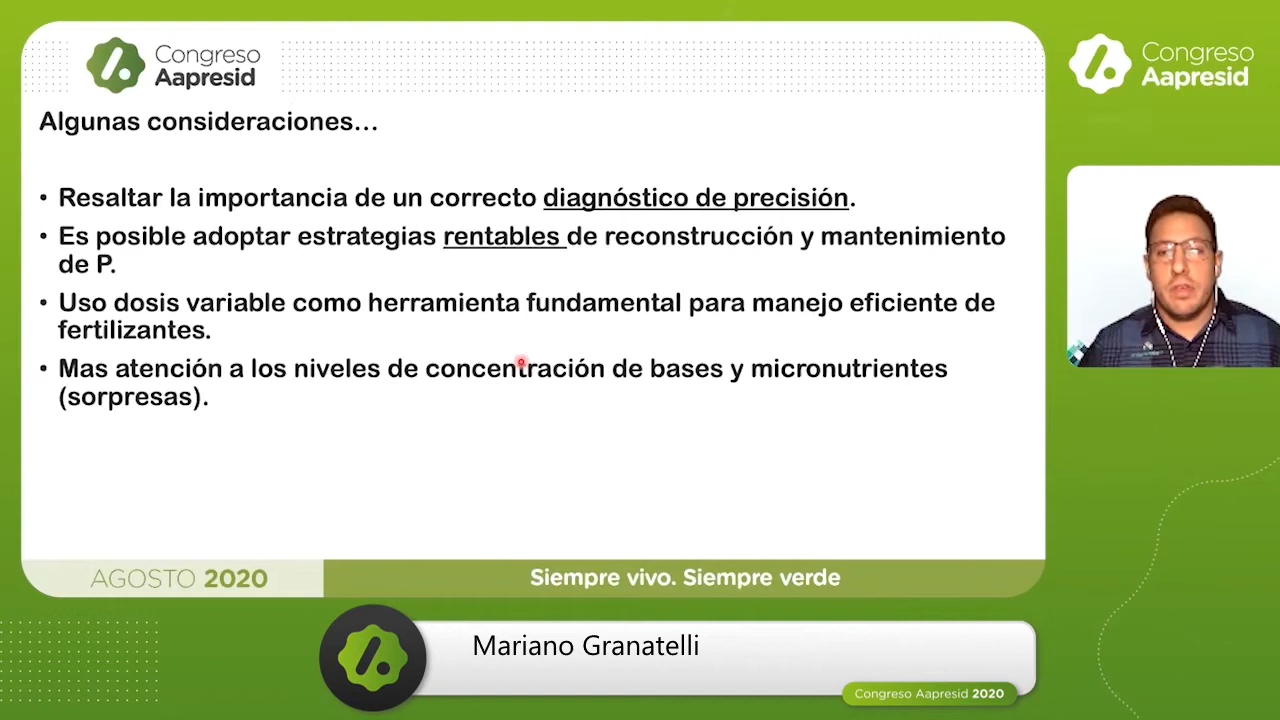 Congreso
Aapresid
Congreso
Aapresid
Algunas consideraciones…
• Resaltar la importancia de un correcto diagnóstico de precisión.
• Es posible adoptar estrategias rentables de reconstrucción y mantenimiento
de P.
• Uso dosis variable como herramienta fundamental para manejo eficiente de
fertilizantes.
• Mas atención a los niveles de concentración de bases y micronutrientes
(sorpresas).
AGOSTO 2020
Siempre vivo. Siempre verde
Mariano Granatelli
Congreso Aapresid 2020